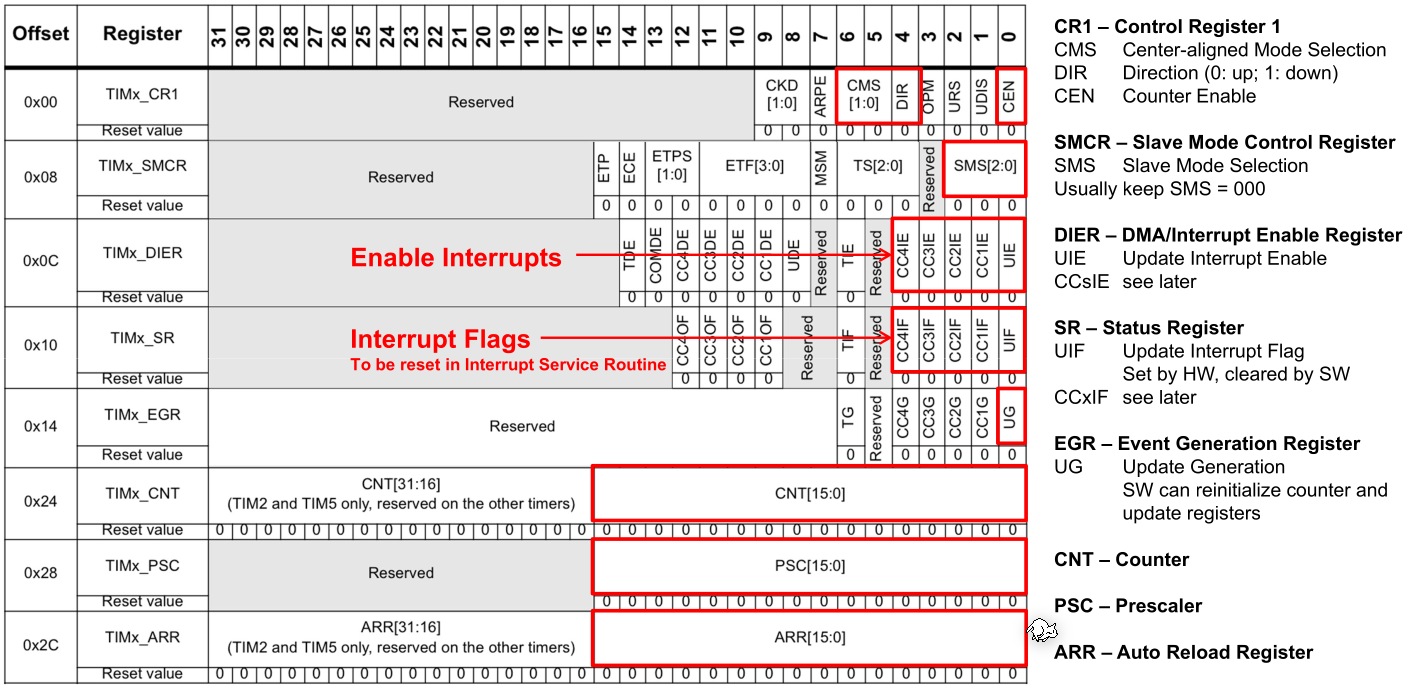 Offset Register 31 30 29 28 27 26 25 24 23 22 21 20 19 18 17 16 15 14 13 12 11 10 9 8 7 6 5 4 3 2 1 0
0x00 TIMx_CR1 Reserved CKD [1:0] ARPE CMS [1:0] DIR OPM URS UDIS CEN
Reset value 0 0 0 0 0 0 0 0 0 0
0x08 TIMx_SMCR Reserved ETP ECE ETPS [1:0] ETF[3:0] MSM TS[2:0] Reserved SMS[2:0]
Reset value 0 0 0 0 0 0 0 0 0 0 0 0 0 0 0
0x0C TIMx_DIER Enable Interrupts TDE COMDE CC4DE CC3DE CC2DE CC1DE UDE Reserved TIE Reserved CC4IE CC3IE CC2IE CC1IE UIE
Reset value 0 0 0 0 0 0 0 0 0 0 0 0 0
0x10 TIMx_SR Interrupt Flags CC4OF CC3OF CC2OF CC1OF Reserved TIF Reserved CC4IF CC3IF CC2IF CC1IF UIF
To be reset in Interrupt Service Routine
Reset value 0 0 0 0 0 0 0 0 0 0
0x14 TIMx_EGR Reserved TG Reserved CC4G CC3G CC2G CC1G UG
Reset value 0 0 0 0 0 0
0x24 TIMx_CNT CNT[31:16] CNT[15:0]
(TIM2 and TIM5 only, reserved on the other timers)
Reset value 0 0 0 0 0 0 0 0 0 0 0 0 0 0 0 0 0 0 0 0 0 0 0 0 0 0 0 0 0 0 0 0
0x28 TIMx_PSC Reserved PSC[15:0]
Reset value 0 0 0 0 0 0 0 0 0 0 0 0 0 0 0 0
0x2C TIMx_ARR ARR[31:16] ARR[15:0]
(TIM2 and TIM5 only, reserved on the other timers)
Reset value 0 0 0 0 0 0 0 0 0 0 0 0 0 0 0 0 0 0 0 0 0 0 0 0 0 0 0 0 0 0 0 0
CR1 – Control Register 1
CMS Center-aligned Mode Selection
DIR Direction (0: up; 1: down)
CEN Counter Enable
SMCR – Slave Mode Control Register
SMS Slave Mode Selection
Usually keep SMS = 000
DIER – DMA/Interrupt Enable Register
UIE Update Interrupt Enable
CCsIE see later
SR – Status Register
UIF Update Interrupt Flag
Set by HW, cleared by SW
CCxIF see later
EGR – Event Generation Register
UG Update Generation
SW can reinitialize counter and
update registers
CNT – Counter
PSC – Prescaler
ARR – Auto Reload Register